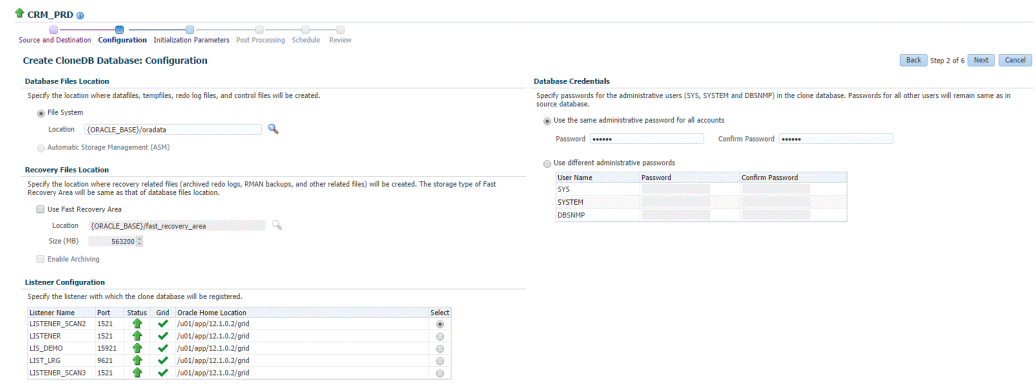 CRM_PRD
Source and Destination Configuration Initialization Parameters Post Processing Schedule Review
Create CloneDB Database: Configuration
Back Step 2 of 6 Next Cancel
Database Files Location
Specify the location where datafiles, tempfiles, redo log files, and control files will be created.
File System
Location {ORACLE_BASE}/oradata
Automatic Storage Management (ASM)
Recovery Files Location
Specify the location where recovery related files (archived redo logs, RMAN backups, and other related files) will be created. The storage type of Fast
Recovery Area will be same as that of database files location.
Use Fast Recovery Area
Location {ORACLE_BASE}/fast_recovery_area
Size (MB) 563200
Enable Archiving
Listener Configuration
Specify the listener with which the clone database will be registered.
Listener Name Port Status Grid Oracle Home Location Select
LISTENER_SCAN2 1521 /u01/app/12.1.0.2/grid
LISTENER 1521 /u01/app/12.1.0.2/grid
LIS_DEMO 15921 /u01/app/12.1.0.2/grid
LIST_LRG 9621 /u01/app/12.1.0.2/grid
LISTENER_SCAN3 1521 /u01/app/12.1.0.2/grid
Database Credentials
Specify passwords for the administrative users (SYS, SYSTEM and DBSNMP) in the clone database. Passwords for all other users will remain same as in
source database.
Use the same administrative password for all accounts
Password •••••• Confirm Password ••••••
Use different administrative passwords
User Name Password Confirm Password
SYS
SYSTEM
DBSNMP